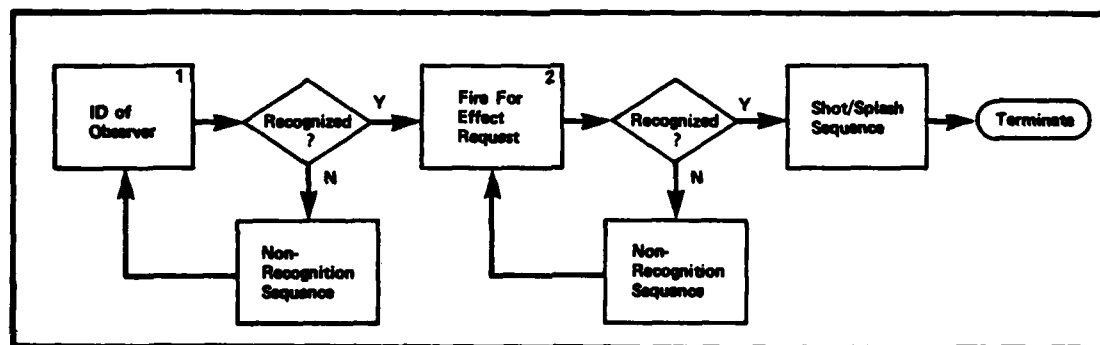 1
ID of
Observer
Recognized
?
Y
N
Non-
Recognition
Sequence
2
Fire For
Effect
Request
Recognized
?
Y
N
Non-
Recognition
Sequence
Shot/Splash
Sequence
Terminate